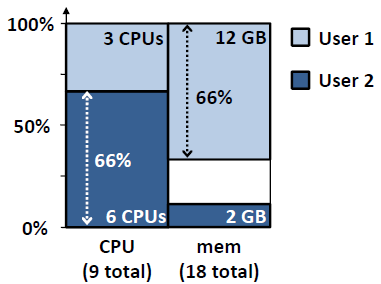 100%
50%
0%
3 CPUs
12 GB
66%
66%
6 CPUs
2 GB
CPU
(9 total)
mem
(18 total)
User 1
User 2